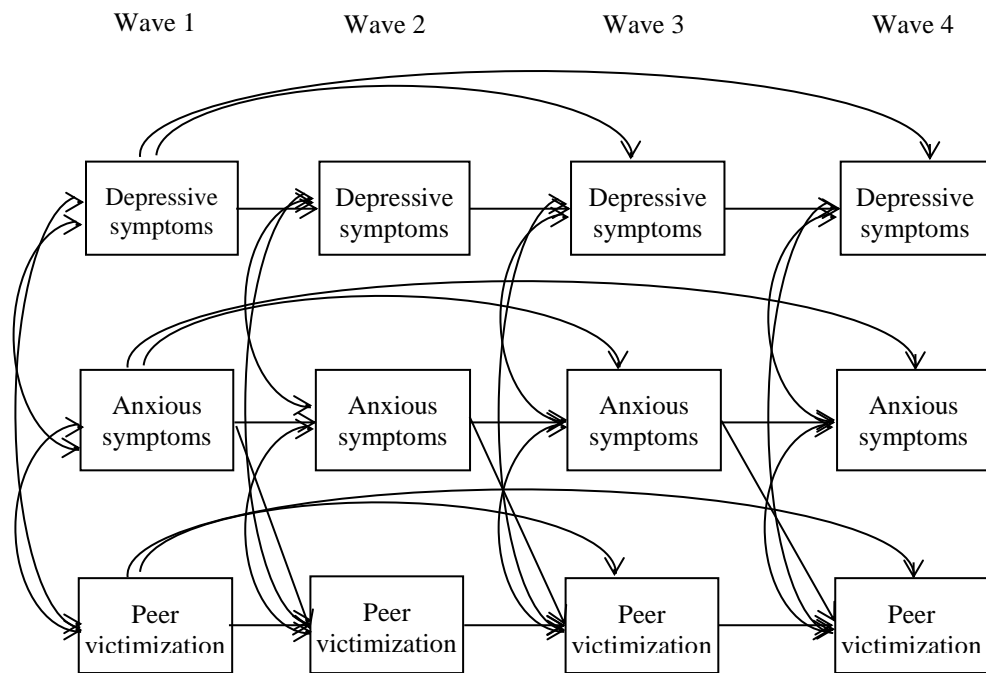 Wave 1 Wave 2 Wave 3 Wave 4
Depressive Depressive Depressive Depressive
symptoms symptoms symptoms symptoms
Anxious Anxious Anxious Anxious
symptoms symptoms symptoms symptoms
Peer Peer Peer Peer
victimization victimization victimization victimization